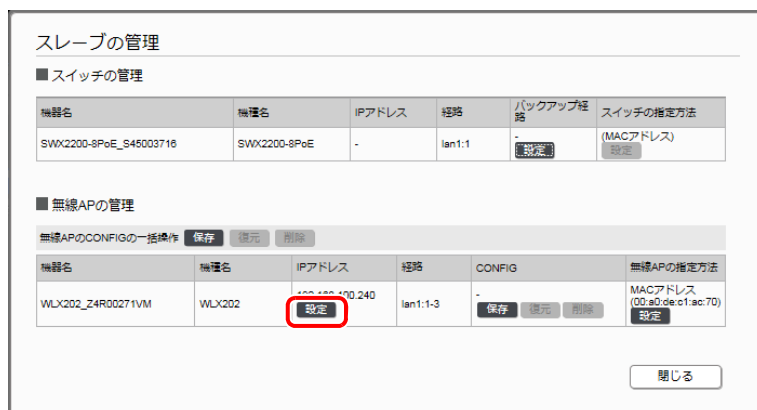 スレーブの管理
■ スイッチの管理
機器名 機種名 IPアドレス 経路 バックアップ経路 スイッチの指定方法
SWX2200-8PoE_S45003716 SWX2200-8PoE - lan1:1 - 設定 (MACアドレス) 設定
■ 無線APの管理
無線APのCONFIGの一括操作 保存 復元 削除
機器名 機種名 IPアドレス 経路 CONFIG 無線APの指定方法
WLX202_Z4R00271VM WLX202 192.168.100.240 設定 lan1:1-3 - 保存 復元 削除 MACアドレス (00:a0:de:c1:ac:70) 設定
閉じる